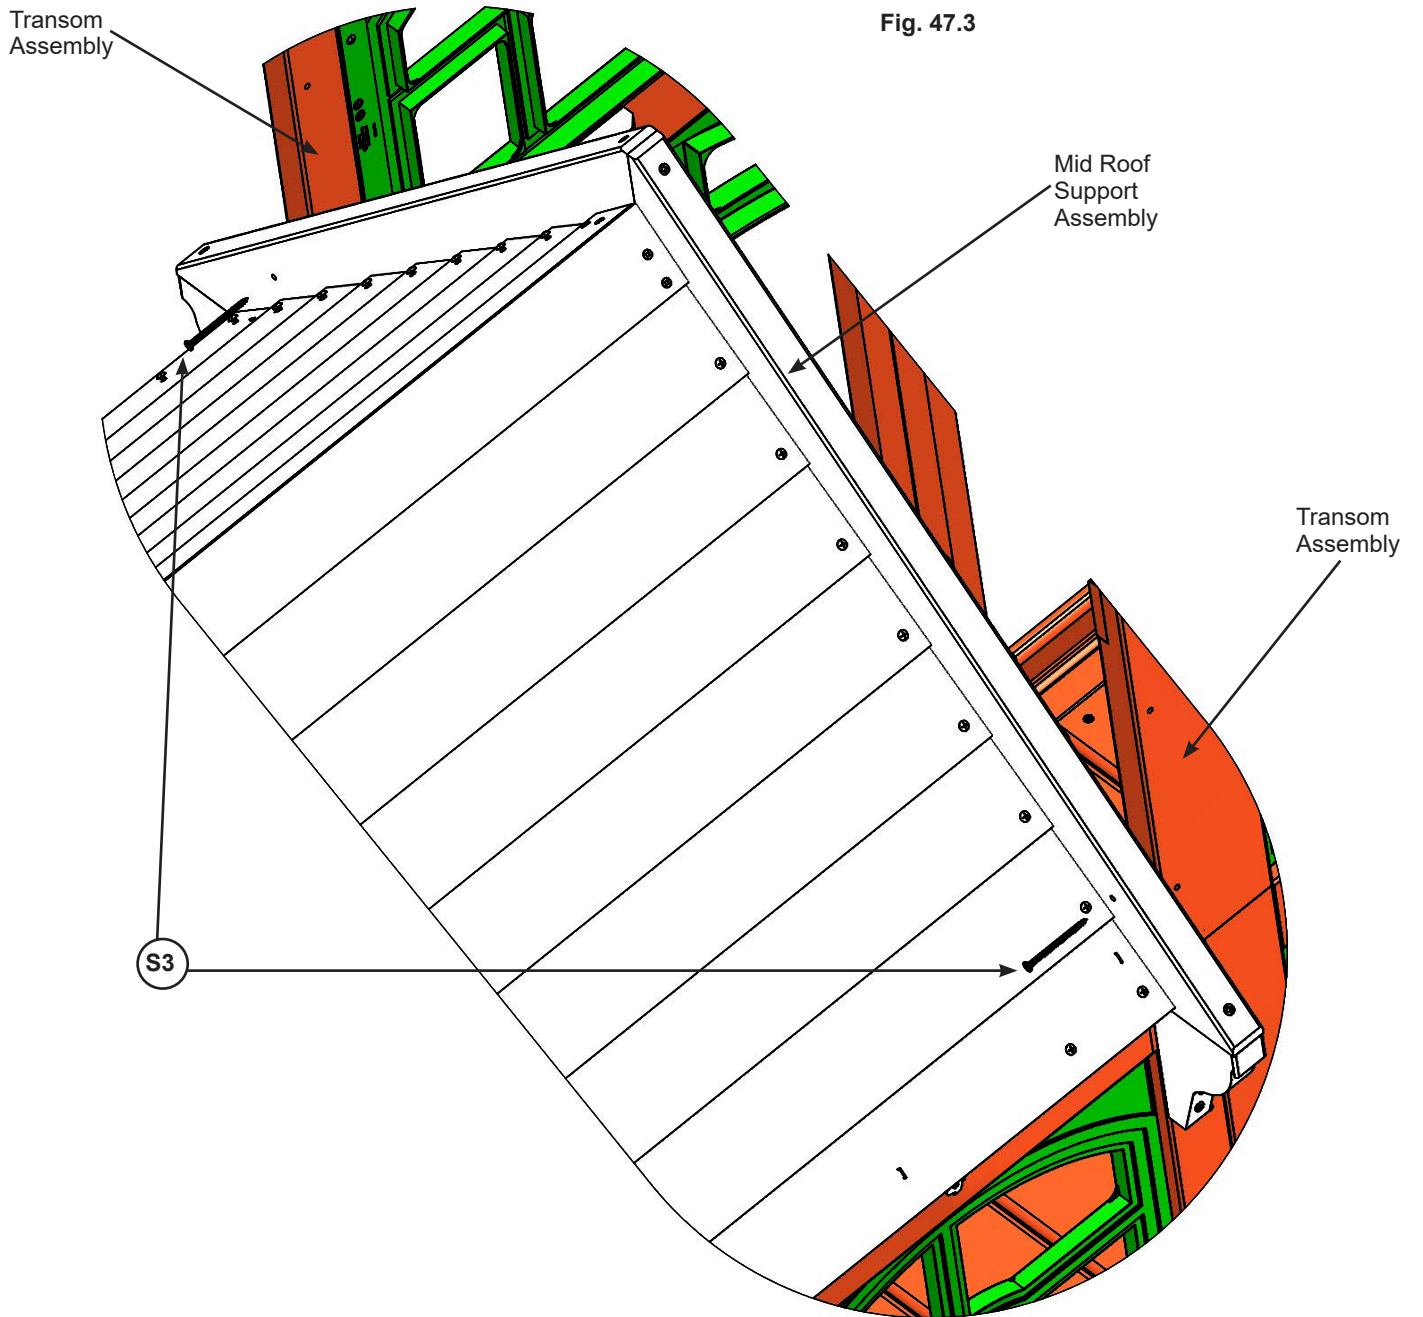 Transom
Assembly
Fig. 47.3
Mid Roof
Support
Assembly
Transom
Assembly
S3